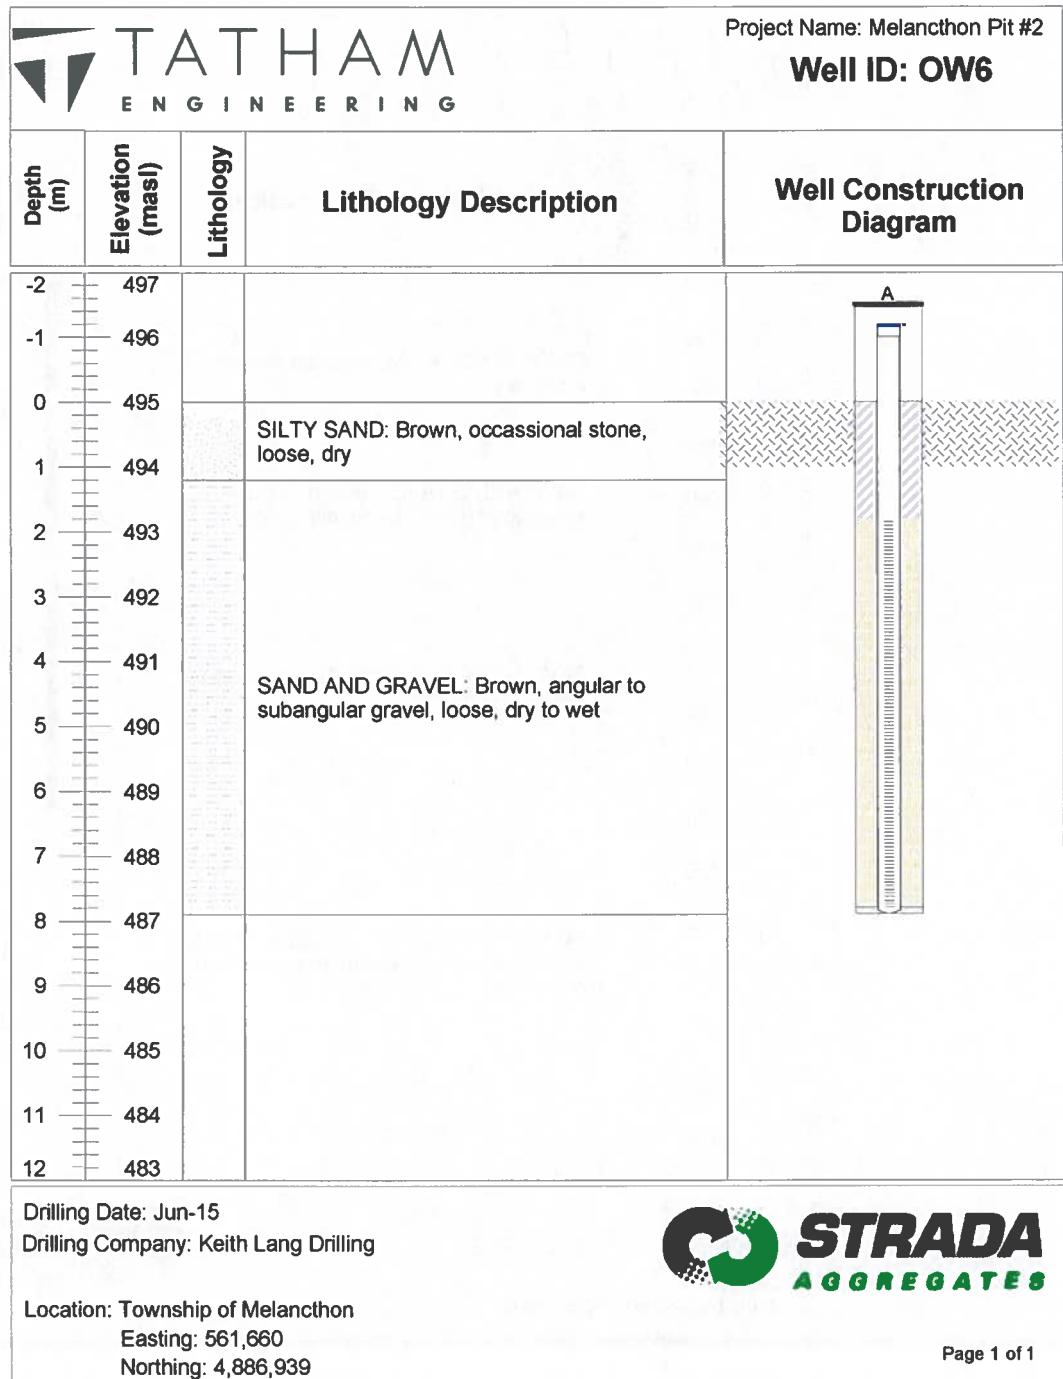 TATHAM
ENGINEERING
Project Name: Melancthon Pit #2
Well ID: OW6
Depth
(m)
Elevation
(masl)
Lithology
Lithology Description
Well Construction
Diagram
-2 497
A
-1 496
0 495
SILTY SAND: Brown, occassional stone,
loose, dry
1 494
2 493
3 492
4 491
SAND AND GRAVEL: Brown, angular to
subangular gravel, loose, dry to wet
5 490
6 489
7 488
8 487
9 486
10 485
11 484
12 483
Drilling Date: Jun-15
Drilling Company: Keith Lang Drilling
STRADA
AGGREGATES
Location: Township of Melancthon
Easting: 561,660
Northing: 4,886,939
Page 1 of 1